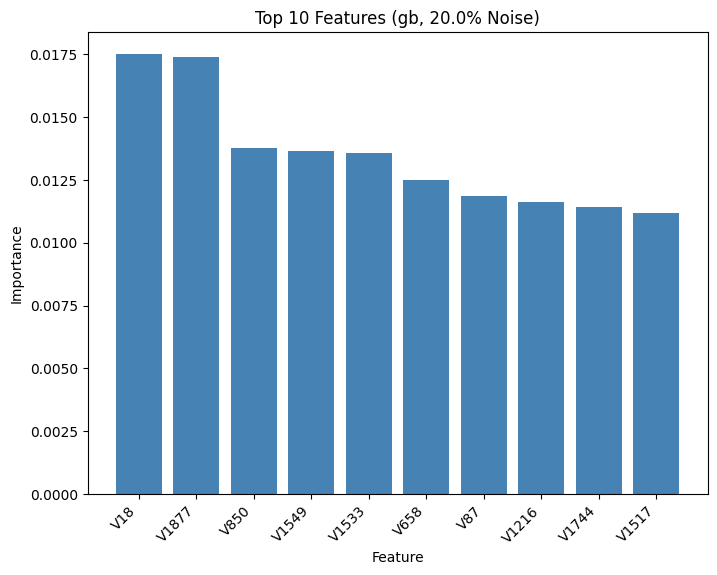 Top 10 Features (gb, 20.0% Noise)
Importance
0.0175
0.0150
0.0125
0.0100
0.0075
0.0050
0.0025
0.0000
V18
V1877
V850
V1549
V1533
V658
V87
V1216
V1744
V1517
Feature